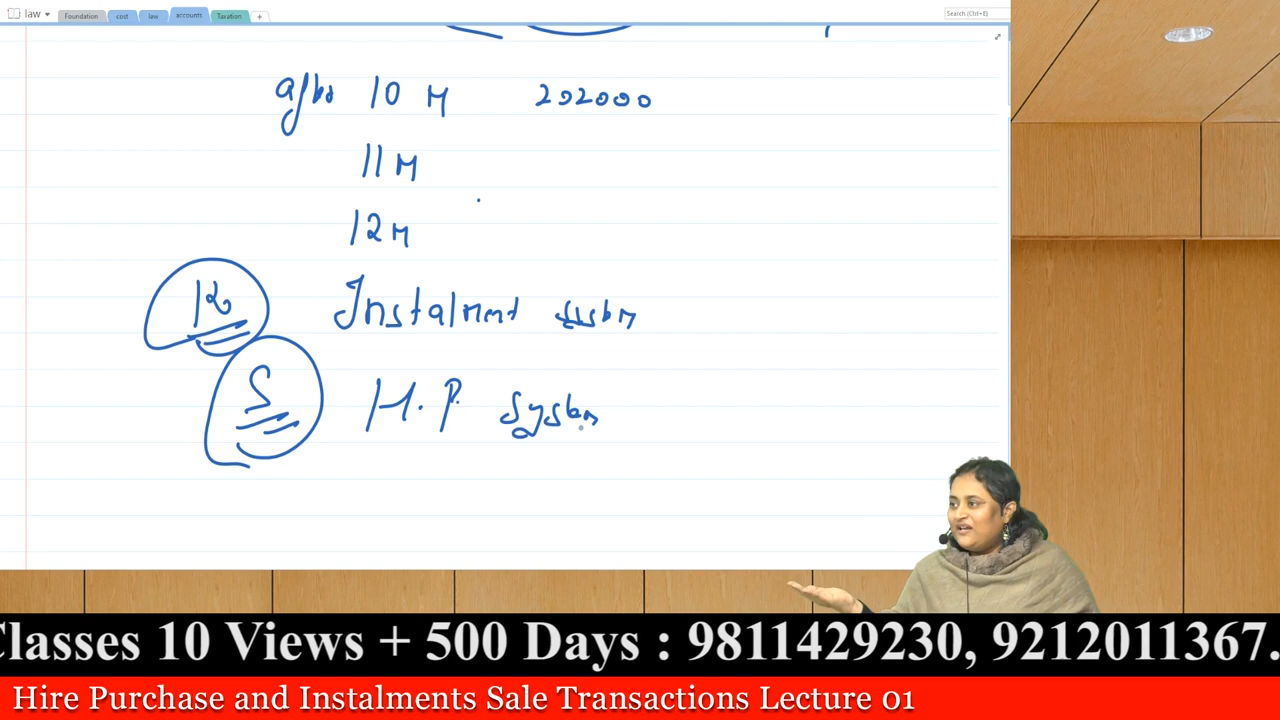 law Foundation cost law accounts Taxation +
Search (Ctrl+E)
10 M 202000
11 M
12 M
R Instalment
S H.P. System
Classes 10 Views + 500 Days : 9811429230, 9212011367.
Hire Purchase and Instalments Sale Transactions Lecture 01